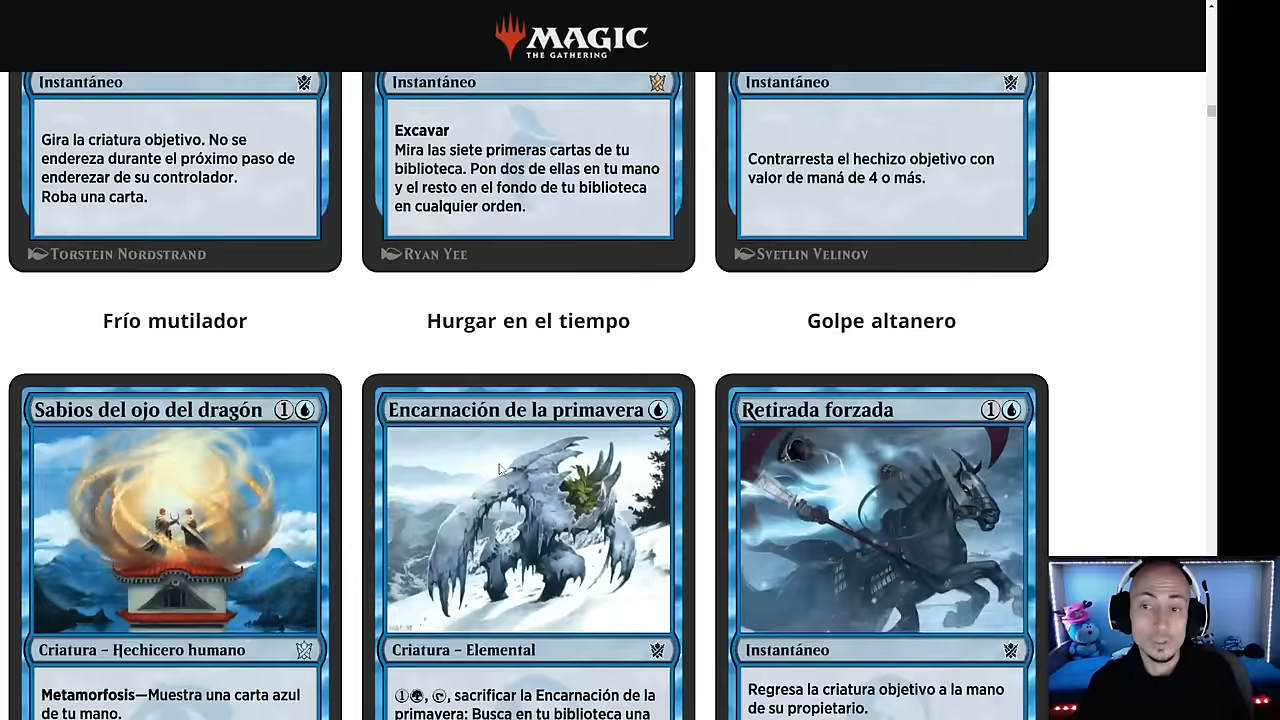 MAGIC
THE GATHERING
Instantáneo
Gira la criatura objetivo. No se
endereza durante el próximo paso de
enderezar de su controlador.
Roba una carta.
Torstein Nordstrand
Frío mutilador
Instantáneo
Excavar
Mira las siete primeras cartas de tu
biblioteca. Pon dos de ellas en tu mano
y el resto en el fondo de tu biblioteca
en cualquier orden.
Ryan Yee
Hurgar en el tiempo
Instantáneo
Contrarresta el hechizo objetivo con
valor de maná de 4 o más.
Svetlin Velinov
Golpe altanero
Sabios del ojo del dragón 1
Criatura – Hechicero humano
Metamorfosis—Muestra una carta azul
de tu mano.
Encarnación de la primavera
Criatura – Elemental
1, , sacrificar la Encarnación de la
primavera: Busca en tu biblioteca una
Retirada forzada 1
Instantáneo
Regresa la criatura objetivo a la mano
de su propietario.